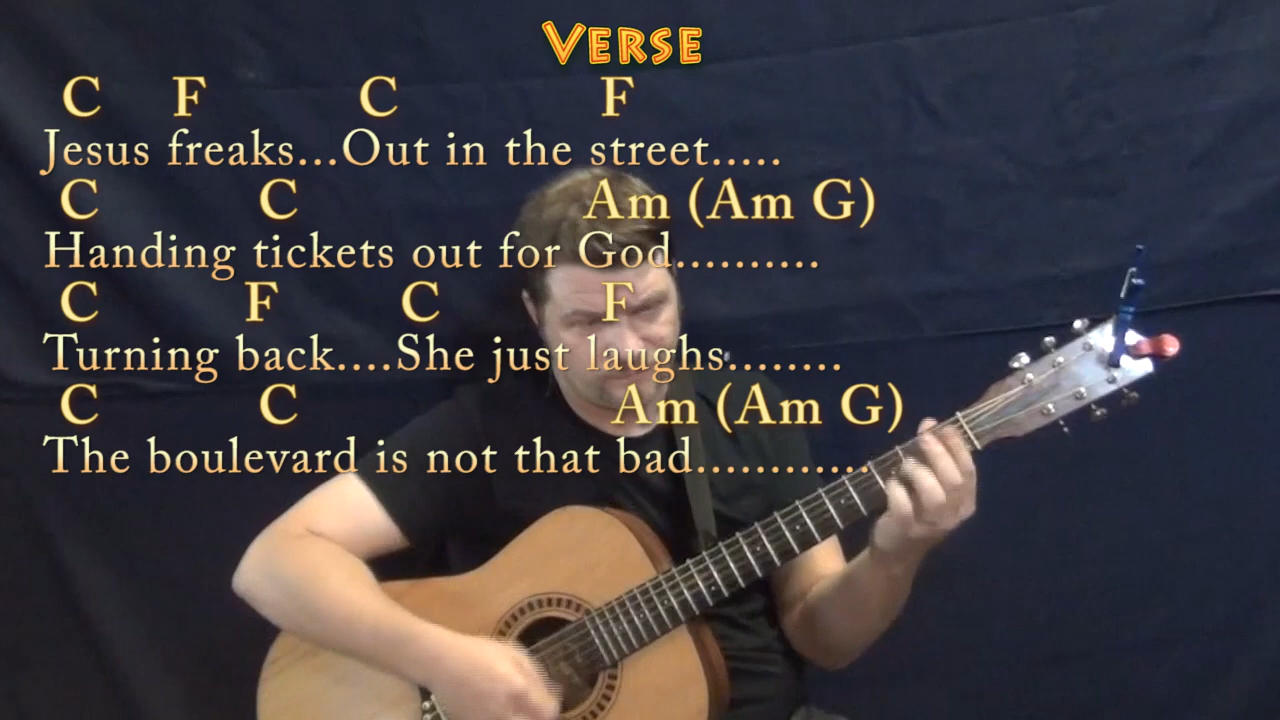 VERSE
C F C F
Jesus freaks...Out in the street.....
C C Am (Am G)
Handing tickets out for God..........
C F C F
Turning back....She just laughs........
C C Am (Am G)
The boulevard is not that bad............